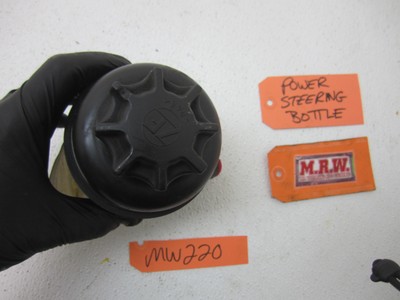 POWER
STEERING
BOTTLE
M.R.W.
MW220